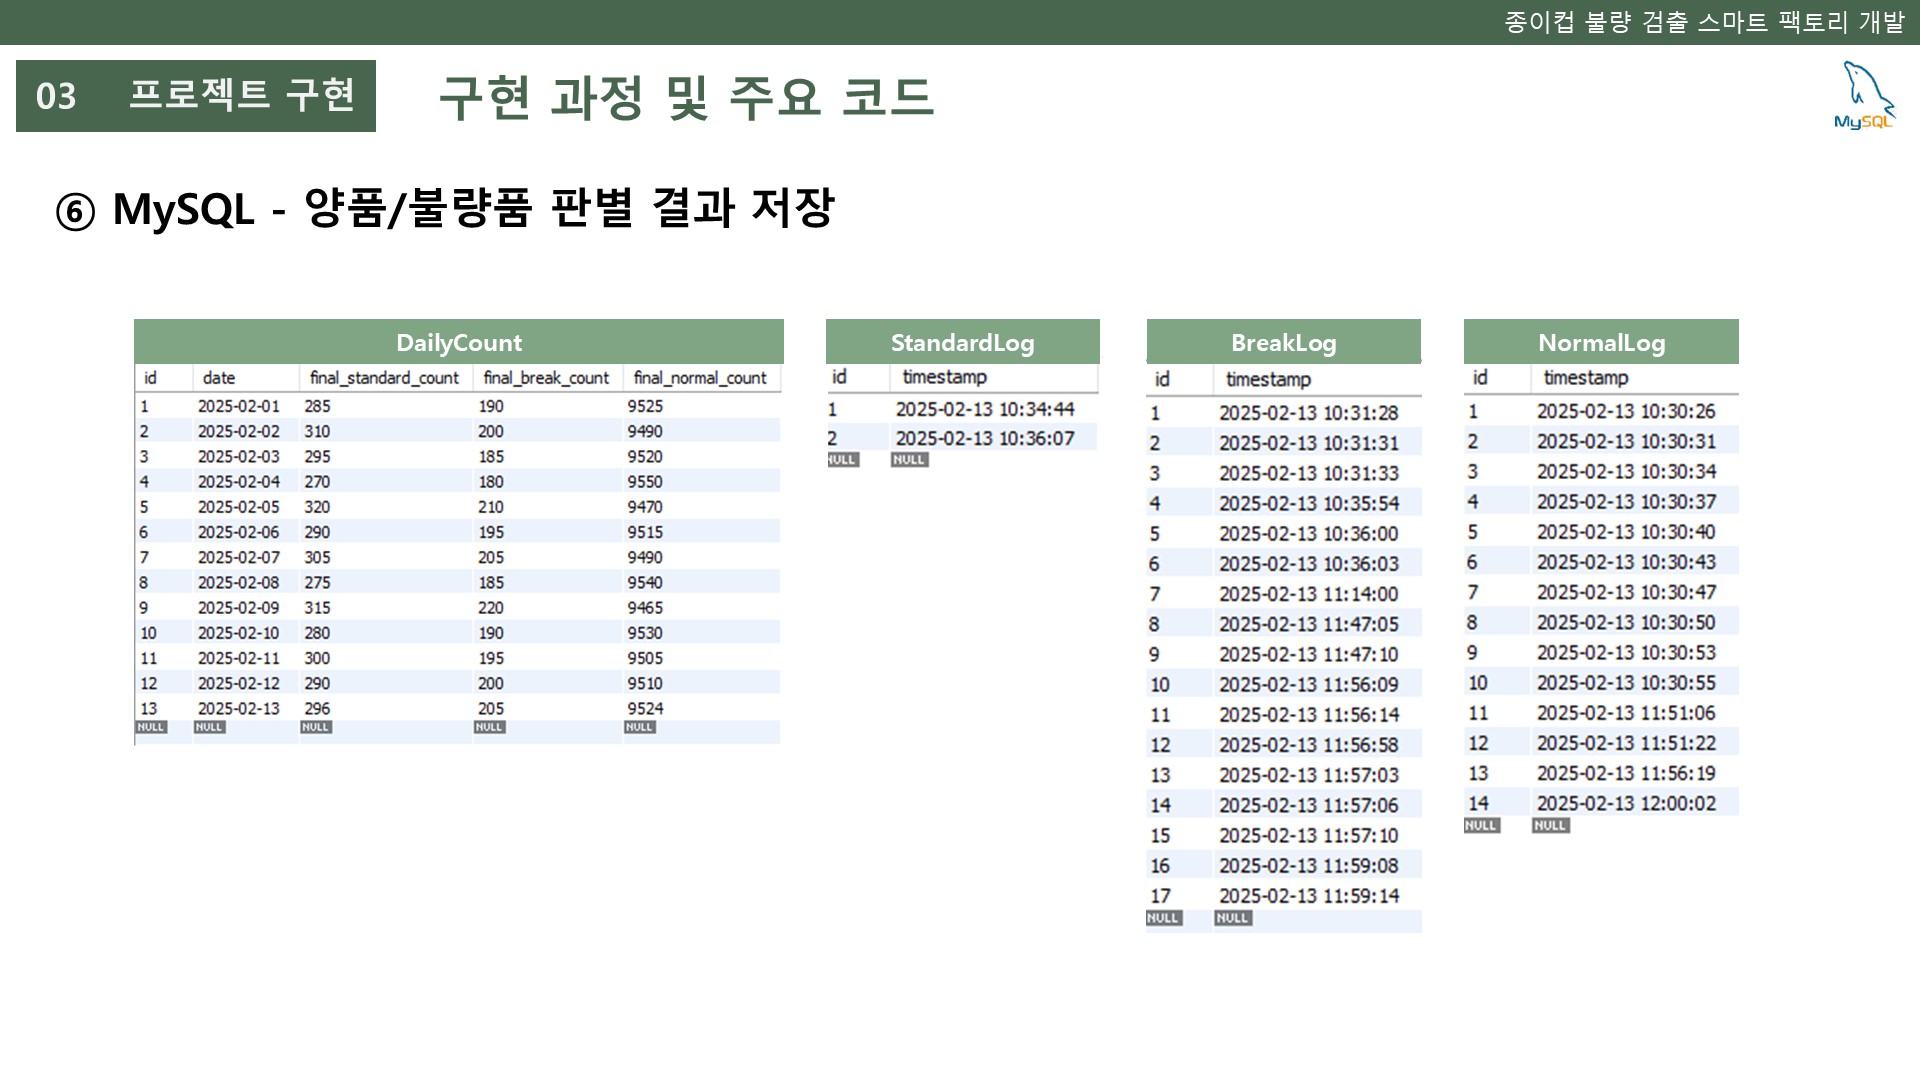 종이컵 불량 검출 스마트 팩토리 개발
03 프로젝트 구현
구현 과정 및 주요 코드
MySQL
⑥ MySQL - 양품/불량품 판별 결과 저장
DailyCount
id date final_standard_count final_break_count final_normal_count
1 2025-02-01 285 190 9525
2 2025-02-02 310 200 9490
3 2025-02-03 295 185 9520
4 2025-02-04 270 180 9550
5 2025-02-05 320 210 9470
6 2025-02-06 290 195 9515
7 2025-02-07 305 205 9490
8 2025-02-08 275 185 9540
9 2025-02-09 315 220 9465
10 2025-02-10 280 190 9530
11 2025-02-11 300 195 9505
12 2025-02-12 290 200 9510
13 2025-02-13 296 205 9524
NULL NULL NULL NULL NULL
StandardLog
id timestamp
1 2025-02-13 10:34:44
2 2025-02-13 10:36:07
NULL NULL
BreakLog
id timestamp
1 2025-02-13 10:31:28
2 2025-02-13 10:31:31
3 2025-02-13 10:31:33
4 2025-02-13 10:35:54
5 2025-02-13 10:36:00
6 2025-02-13 10:36:03
7 2025-02-13 11:14:00
8 2025-02-13 11:47:05
9 2025-02-13 11:47:10
10 2025-02-13 11:56:09
11 2025-02-13 11:56:14
12 2025-02-13 11:56:58
13 2025-02-13 11:57:03
14 2025-02-13 11:57:06
15 2025-02-13 11:57:10
16 2025-02-13 11:59:08
17 2025-02-13 11:59:14
NULL NULL
NormalLog
id timestamp
1 2025-02-13 10:30:26
2 2025-02-13 10:30:31
3 2025-02-13 10:30:34
4 2025-02-13 10:30:37
5 2025-02-13 10:30:40
6 2025-02-13 10:30:43
7 2025-02-13 10:30:47
8 2025-02-13 10:30:50
9 2025-02-13 10:30:53
10 2025-02-13 10:30:55
11 2025-02-13 11:51:06
12 2025-02-13 11:51:22
13 2025-02-13 11:56:19
14 2025-02-13 12:00:02
NULL NULL